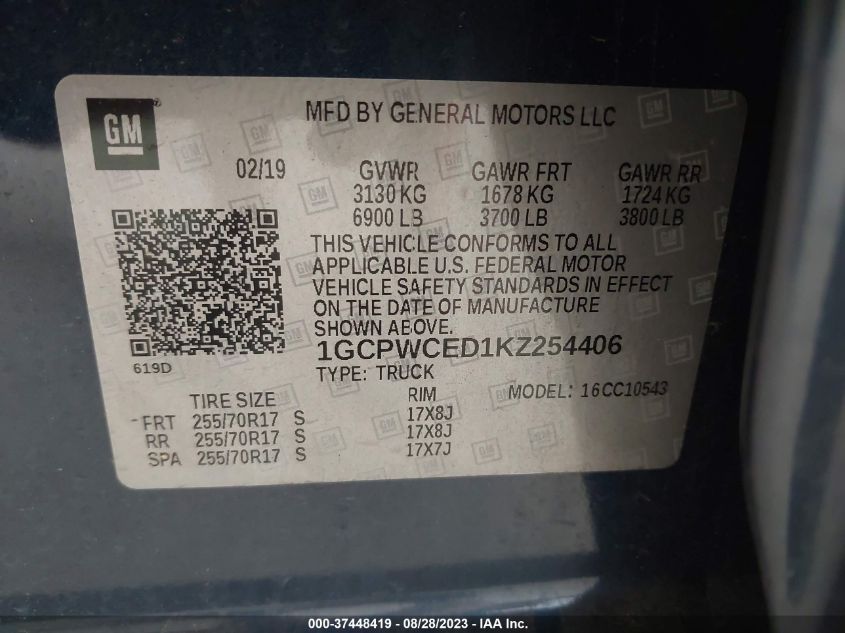 GM
MFD BY GENERAL MOTORS LLC
02/19 GVWR GAWR FRT GAWR RR
3130 KG 1678 KG 1724 KG
6900 LB 3700 LB 3800 LB
THIS VEHICLE CONFORMS TO ALL
APPLICABLE U.S. FEDERAL MOTOR
VEHICLE SAFETY STANDARDS IN EFFECT
ON THE DATE OF MANUFACTURE
SHOWN ABOVE.
1GCPWCED1KZ254406
619D
TYPE: TRUCK
MODEL: 16CC10543
TIRE SIZE RIM
FRT 255/70R17 S 17X8J
RR 255/70R17 S 17X8J
SPA 255/70R17 S 17X7J
000-37448419 - 08/28/2023 - IAA Inc.